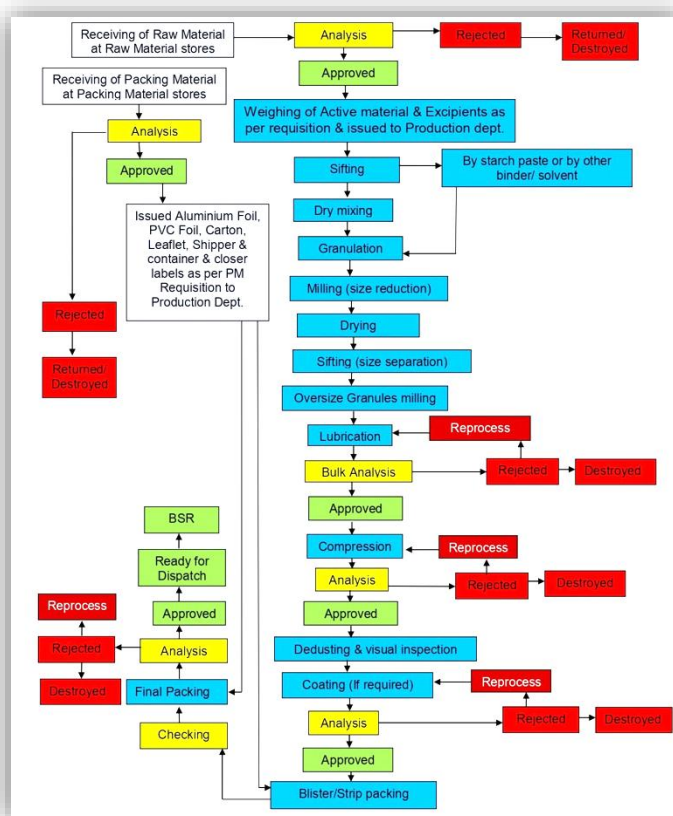 Receiving of Raw Material
at Raw Material stores
Analysis
Rejected
Returned/
Destroyed
Approved
Receiving of Packing Material
at Packing Material stores
Analysis
Approved
Weighing of Active material & Excipients as
per requisition & issued to Production dept.
Sifting
By starch paste or by other
binder/ solvent
Dry mixing
Granulation
Issued Aluminium Foil,
PVC Foil, Carton,
Leaflet, Shipper &
container & closer
labels as per PM
Requisition to
Production Dept.
Rejected
Returned/
Destroyed
Milling (size reduction)
Drying
Sifting (size separation)
Oversize Granules milling
Lubrication
Reprocess
Bulk Analysis
Rejected
Destroyed
Approved
Compression
Reprocess
Analysis
Rejected
Destroyed
Approved
Dedusting & visual inspection
Coating (If required)
Reprocess
Analysis
Rejected
Destroyed
Approved
Blister/Strip packing
BSR
Ready for
Dispatch
Approved
Reprocess
Rejected
Analysis
Destroyed
Final Packing
Checking